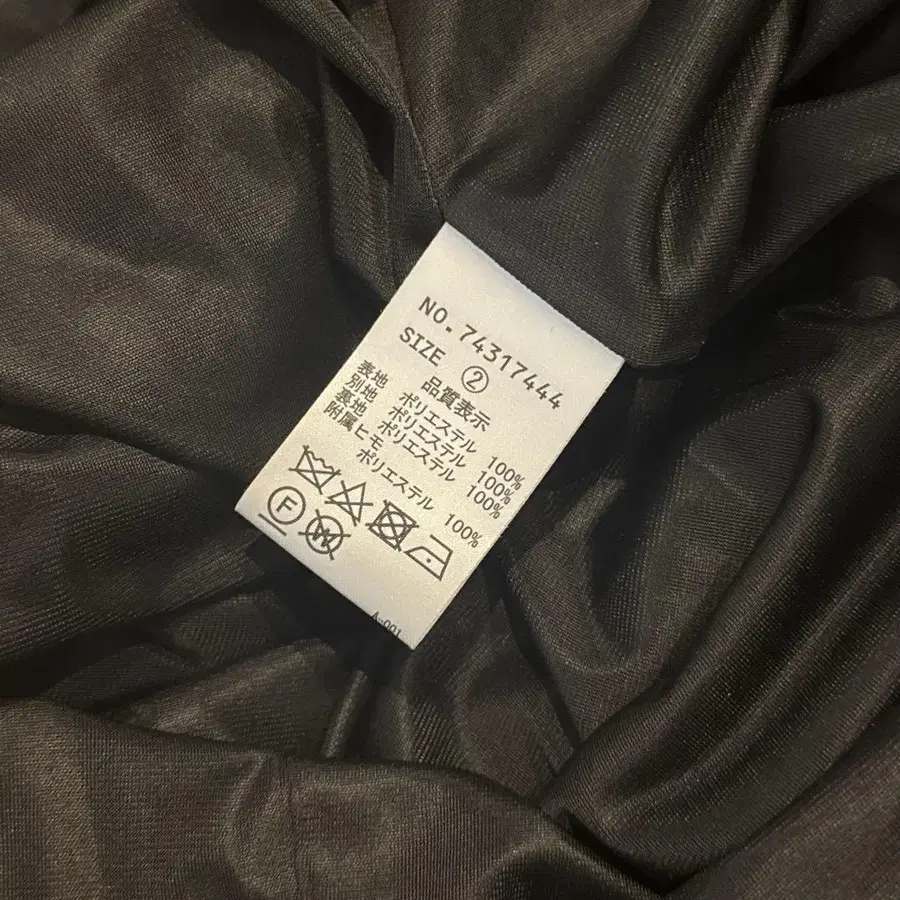 NO.74317444
SIZE ②
品質表示
表地 ポリエステル 100%
別地 ポリエステル 100%
裏地 ポリエステル 100%
附属ヒモ
ポリエステル 100%
F
W
A-001